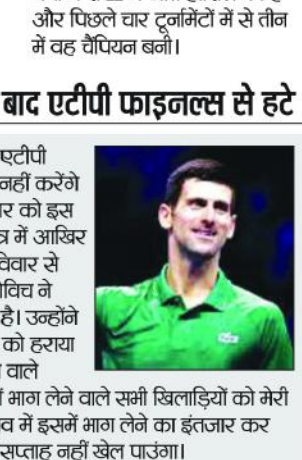 और पिछले चार टूर्नामेंटों में से तीन
में वह चैंपियन बनी।
बाद एटीपी फाइनल्स से हटे
एटीपी
नहीं करेंगे
र को इस
त्र में आखिर
विवार से
ोविच ने
है। उन्होंने
को हराया
वाले
ं भाग लेने वाले सभी खिलाड़ियों को मेरी
व में इसमें भाग लेने का इंतजार कर
सप्ताह नहीं खेल पाउंगा।